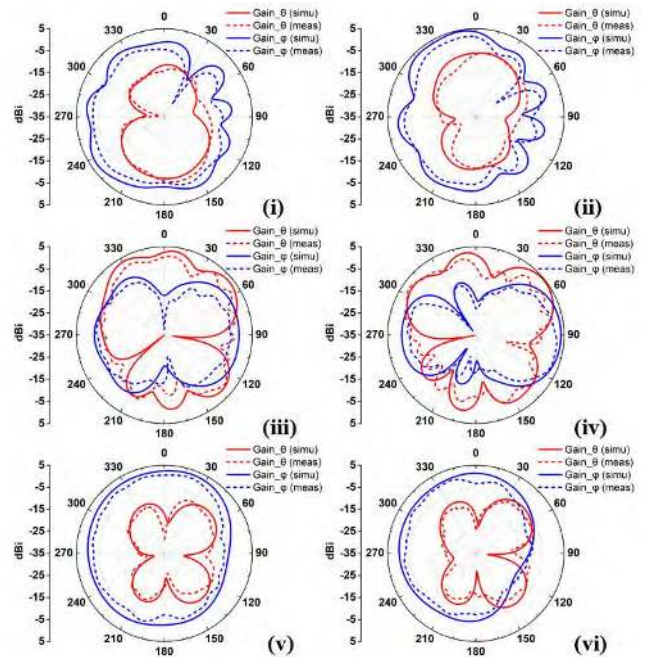 0
330 30
300 60
270 90
240 120
210 150
180
5
-5
-15
-25
-35
-25
-15
-5
5
dBi
Gain_θ (simu)
Gain_θ (meas)
Gain_φ (simu)
Gain_φ (meas)
(i)
0
330 30
300 60
270 90
240 120
210 150
180
5
-5
-15
-25
-35
-25
-15
-5
5
dBi
Gain_θ (simu)
Gain_θ (meas)
Gain_φ (simu)
Gain_φ (meas)
(ii)
0
330 30
300 60
270 90
240 120
210 150
180
5
-5
-15
-25
-35
-25
-15
-5
5
dBi
Gain_θ (simu)
Gain_θ (meas)
Gain_φ (simu)
Gain_φ (meas)
(iii)
0
330 30
300 60
270 90
240 120
210 150
180
5
-5
-15
-25
-35
-25
-15
-5
5
dBi
Gain_θ (simu)
Gain_θ (meas)
Gain_φ (simu)
Gain_φ (meas)
(iv)
0
330 30
300 60
270 90
240 120
210 150
180
5
-5
-15
-25
-35
-25
-15
-5
5
dBi
Gain_θ (simu)
Gain_θ (meas)
Gain_φ (simu)
Gain_φ (meas)
(v)
0
330 30
300 60
270 90
240 120
210 150
180
5
-5
-15
-25
-35
-25
-15
-5
5
dBi
Gain_θ (simu)
Gain_θ (meas)
Gain_φ (simu)
Gain_φ (meas)
(vi)